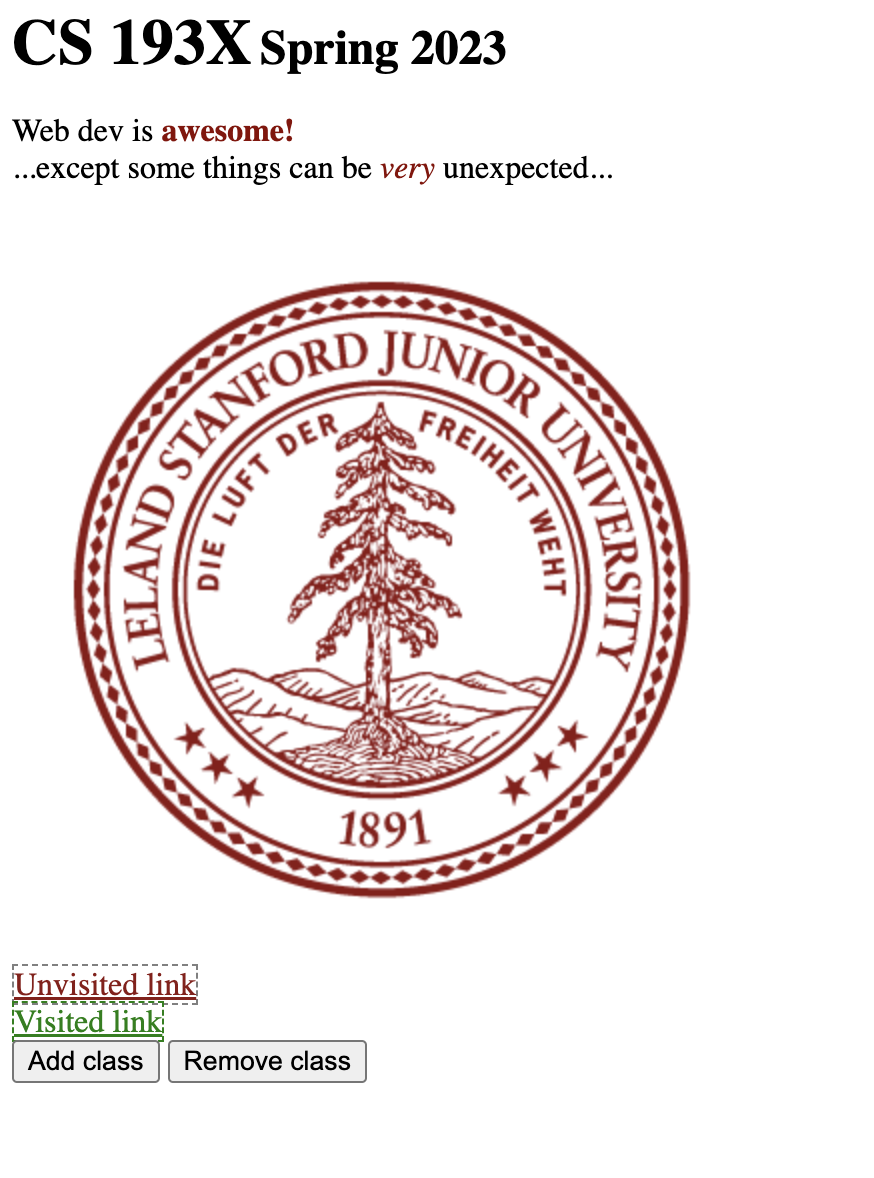 CS 193X Spring 2023
Web dev is awesome!
...except some things can be very unexpected...
LELAND STANFORD JUNIOR UNIVERSITY
DIE LUFT DER FREIHEIT WEHT
1891
Unvisited link
Visited link
Add class Remove class